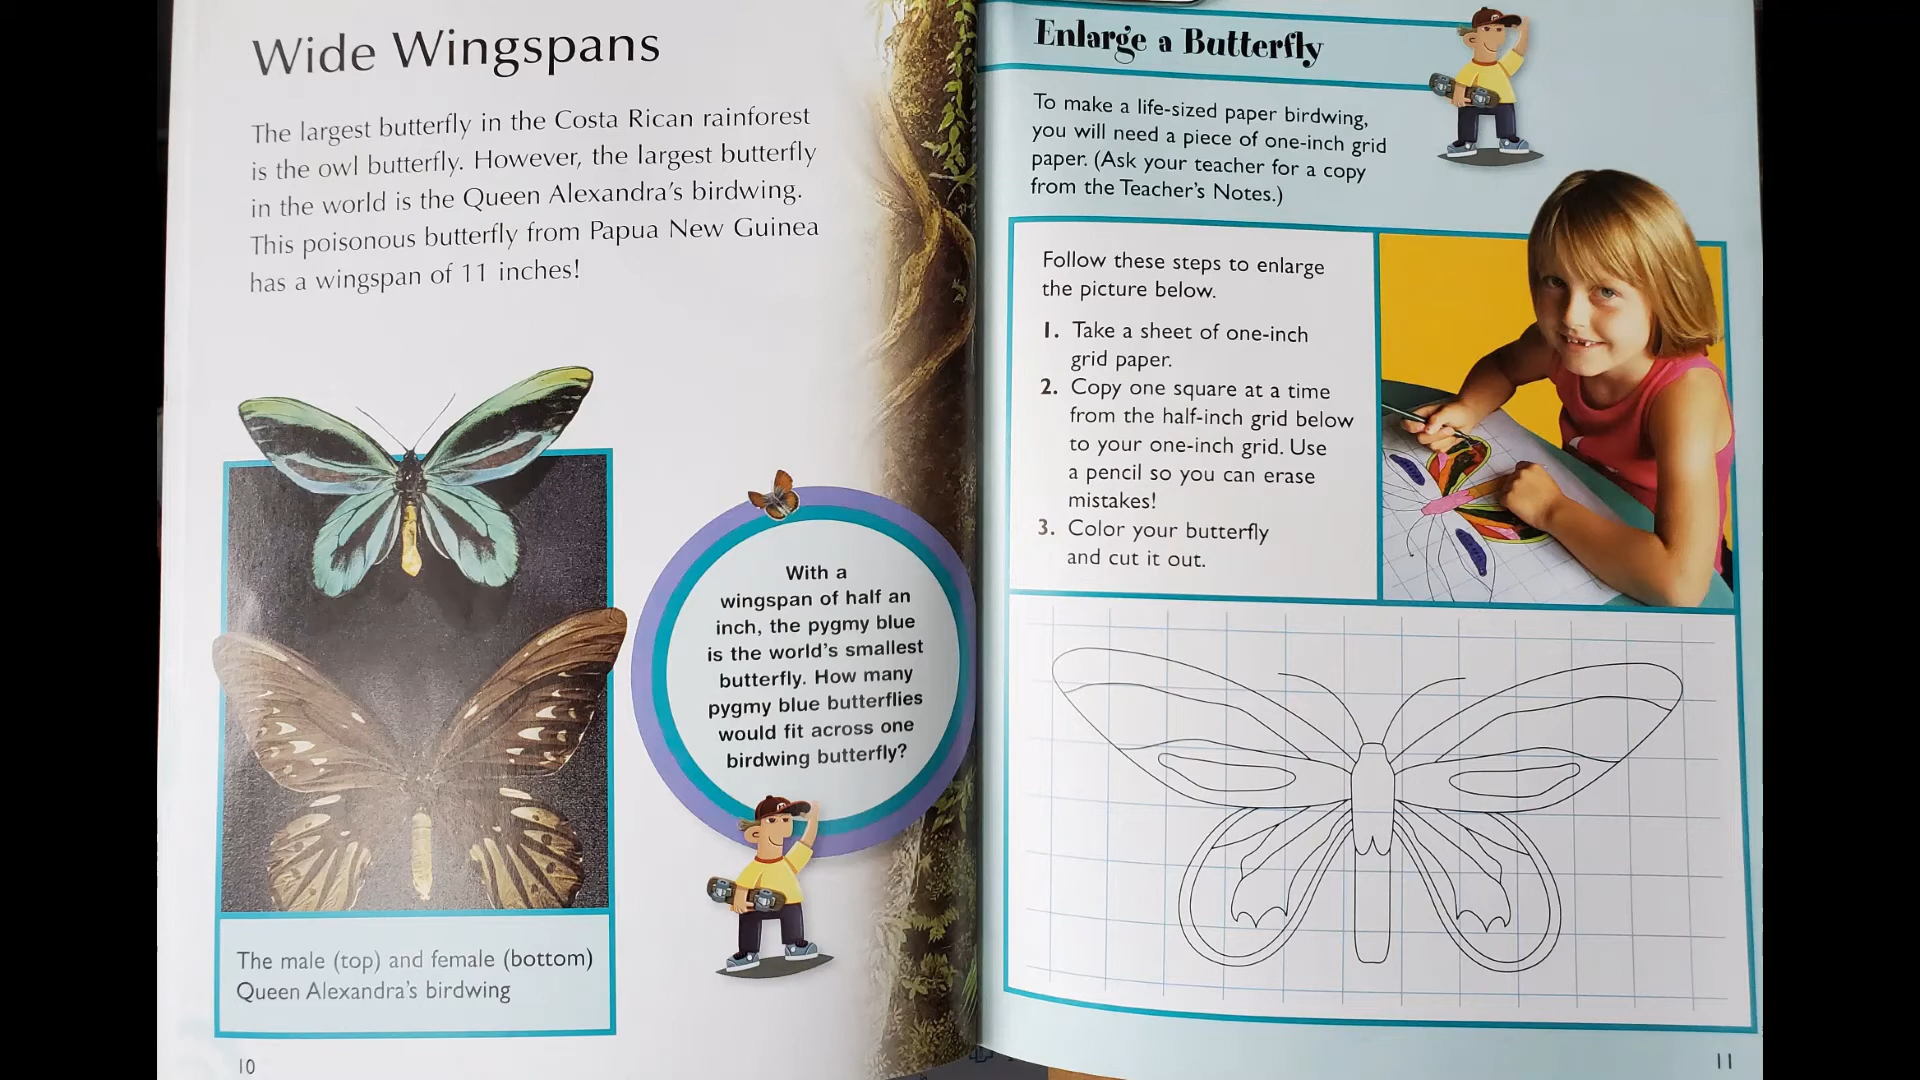 Wide Wingspans
The largest butterfly in the Costa Rican rainforest
is the owl butterfly. However, the largest butterfly
in the world is the Queen Alexandra's birdwing.
This poisonous butterfly from Papua New Guinea
has a wingspan of 11 inches!
With a
wingspan of half an
inch, the pygmy blue
is the world's smallest
butterfly. How many
pygmy blue butterflies
would fit across one
birdwing butterfly?
The male (top) and female (bottom)
Queen Alexandra's birdwing
10
Enlarge a Butterfly
To make a life-sized paper birdwing,
you will need a piece of one-inch grid
paper. (Ask your teacher for a copy
from the Teacher's Notes.)
Follow these steps to enlarge
the picture below.
1. Take a sheet of one-inch
grid paper.
2. Copy one square at a time
from the half-inch grid below
to your one-inch grid. Use
a pencil so you can erase
mistakes!
3. Color your butterfly
and cut it out.
11